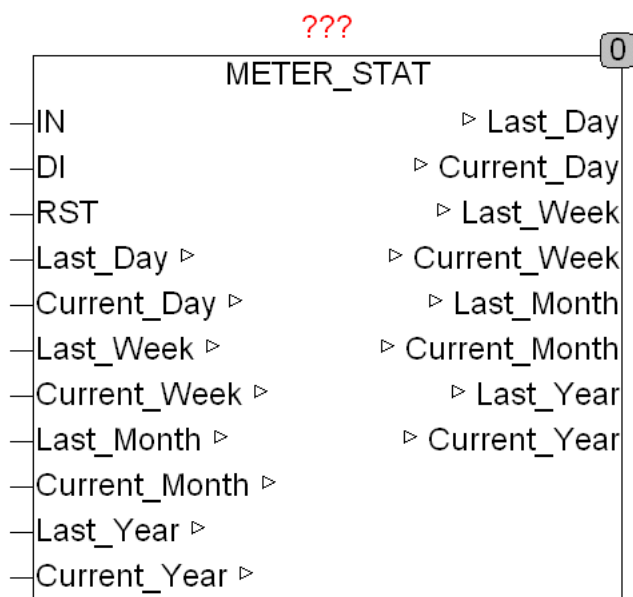 ???
0
METER_STAT
IN ▷ Last_Day
DI ▷ Current_Day
RST ▷ Last_Week
Last_Day ▷ ▷ Current_Week
Current_Day ▷ ▷ Last_Month
Last_Week ▷ ▷ Current_Month
Current_Week ▷ ▷ Last_Year
Last_Month ▷ ▷ Current_Year
Current_Month ▷
Last_Year ▷
Current_Year ▷